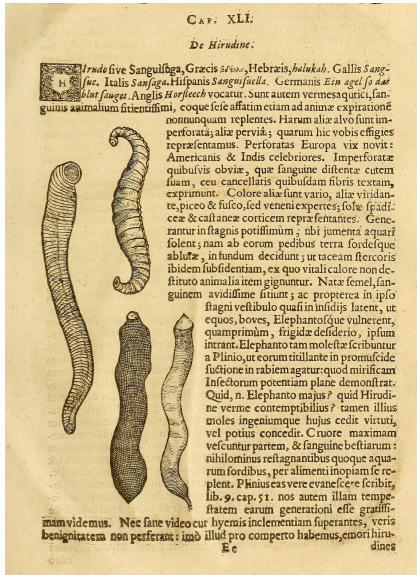 CAP. XLI.
De Hirudine.
HIrudo sive Sanguisuga, Græcis βδέλλα, Hebræis, halukah. Gallis Sang-
sue. Italis Sansuga. Hispanis Sanguisuella. Germanis Ein agel so dat
blut sauget. Anglis Horsleech vocatur. Sunt autem vermes aquatici, san-
guinis animalium sitientissimi, eoque sese affatim etiam ad animæ expirationē
nonnunquam replentes. Harum aliæ alvo sunt im-
perforatâ; aliæ perviâ; quarum hic vobis effigies
repræsentamus. Perforatas Europa vix novit:
Americanis & Indis celebriores. Imperforatæ
quibusvis obviæ, quæ sanguine distentæ cutem
suam, ceu cancellatis quibusdam fibris textam,
exprimunt. Colore aliæ sunt vario, aliæ viridan-
te, piceo & fusco, sed veneni expertes; solæ spadi-
ceæ & castaneæ corticem repræsentantes. Gene-
rantur in stagnis potissimùm, ubi jumenta aquari
solent; nam ab eorum pedibus terra sordesque
ablutæ, in fundum decidunt; ut taceam stercoris
ibidem subsidentiam, ex quo vitali calore non de-
stituto animalia item gignuntur. Natæ semel, san-
guinem avidissime sitiunt; ac propterea in ipso
stagni vestibulo quasi in insidijs latent, ut
equos, boves, Elephantosque vulnerent,
quamprimùm, frigidæ desiderio, ipsum
intrant. Elephanto tam molestæ scribuntur
a Plinio, ut eorum titillante in promuscide
suctione in rabiem agatur: quod mirificam
Insectorum potentiam plane demonstrat.
Quid, n. Elephanto majus? quid Hirudi-
ne verme contemptibilius? tamen illius
moles ingeniumque hujus cedit virtuti,
vel potius concedit. Cruore maximam
vescuntur partem, & sanguine bestiarum:
nihilominus restagnantibus quoque aqua-
rum sordibus, per alimenti inopiam se re-
plent. Plinius eas vere evanescere scribit,
lib. 9. cap. 51. nos autem illam tempe-
statem earum generationi esse gratissi-
mam videmus. Nec sane video cur hyemis inclementiam superantes, veris
benignitatem non perferant: imò illud pro comperto habemus, emori hiru-
Ee dines